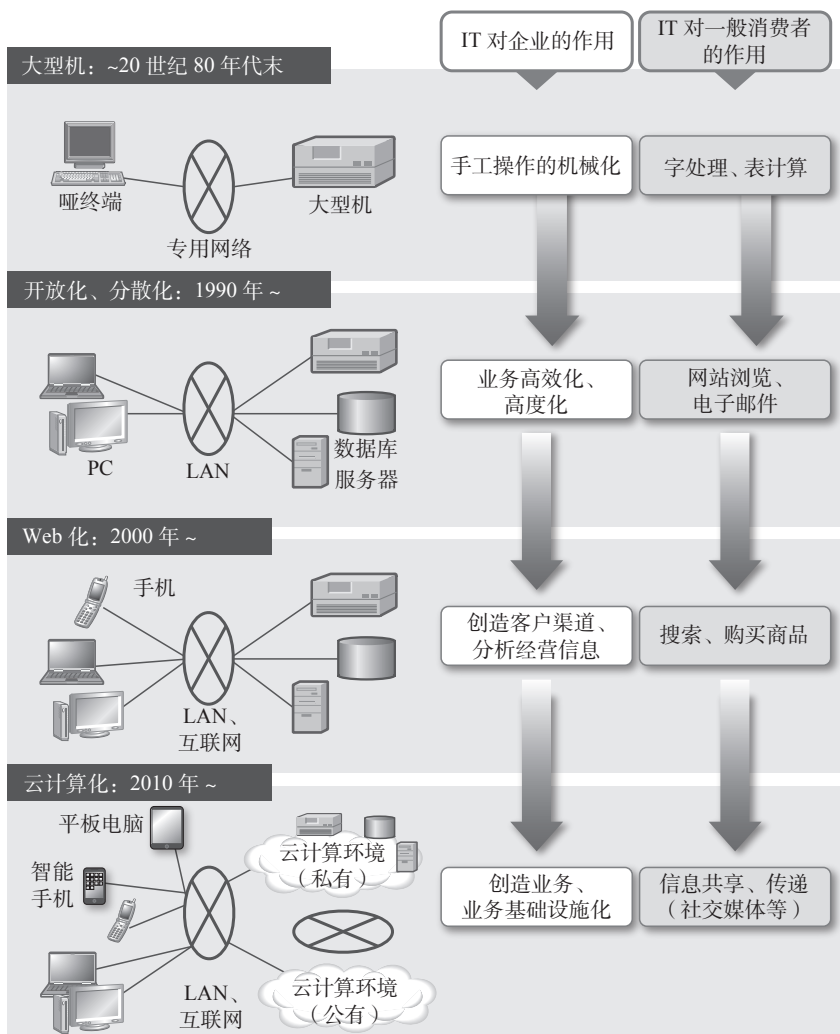 IT 对企业的作用
IT 对一般消费者
的作用
大型机：~20 世纪 80 年代末
哑终端
专用网络
大型机
手工操作的机械化
字处理、表计算
开放化、分散化：1990 年 ~
PC
LAN
数据库
服务器
业务高效化、
高度化
网站浏览、
电子邮件
Web 化：2000 年 ~
手机
LAN、
互联网
创造客户渠道、
分析经营信息
搜索、购买商品
云计算化：2010 年 ~
平板电脑
智能
手机
LAN、
互联网
云计算环境
（私有）
云计算环境
（公有）
创造业务、
业务基础设施化
信息共享、传递
（社交媒体等）